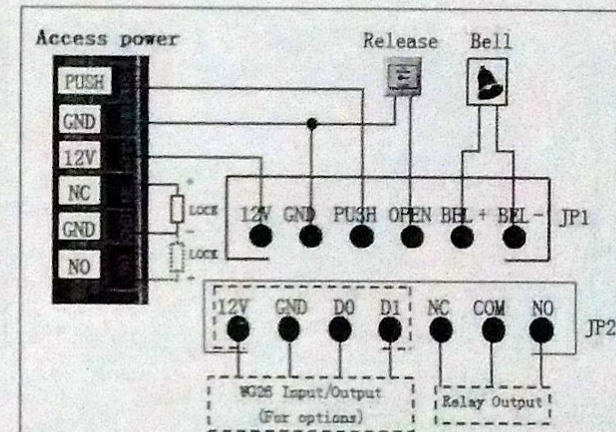 Access power
Release
Bell
PUSH
GND
12V
NC
GND
NO
+
LOCK
-
LOCK
+
12V GND PUSH OPEN BEL + BEL - JP1
12V GND D0 D1 NC COM NO JP2
WG26 Input/Output
(For options)
Relay Output